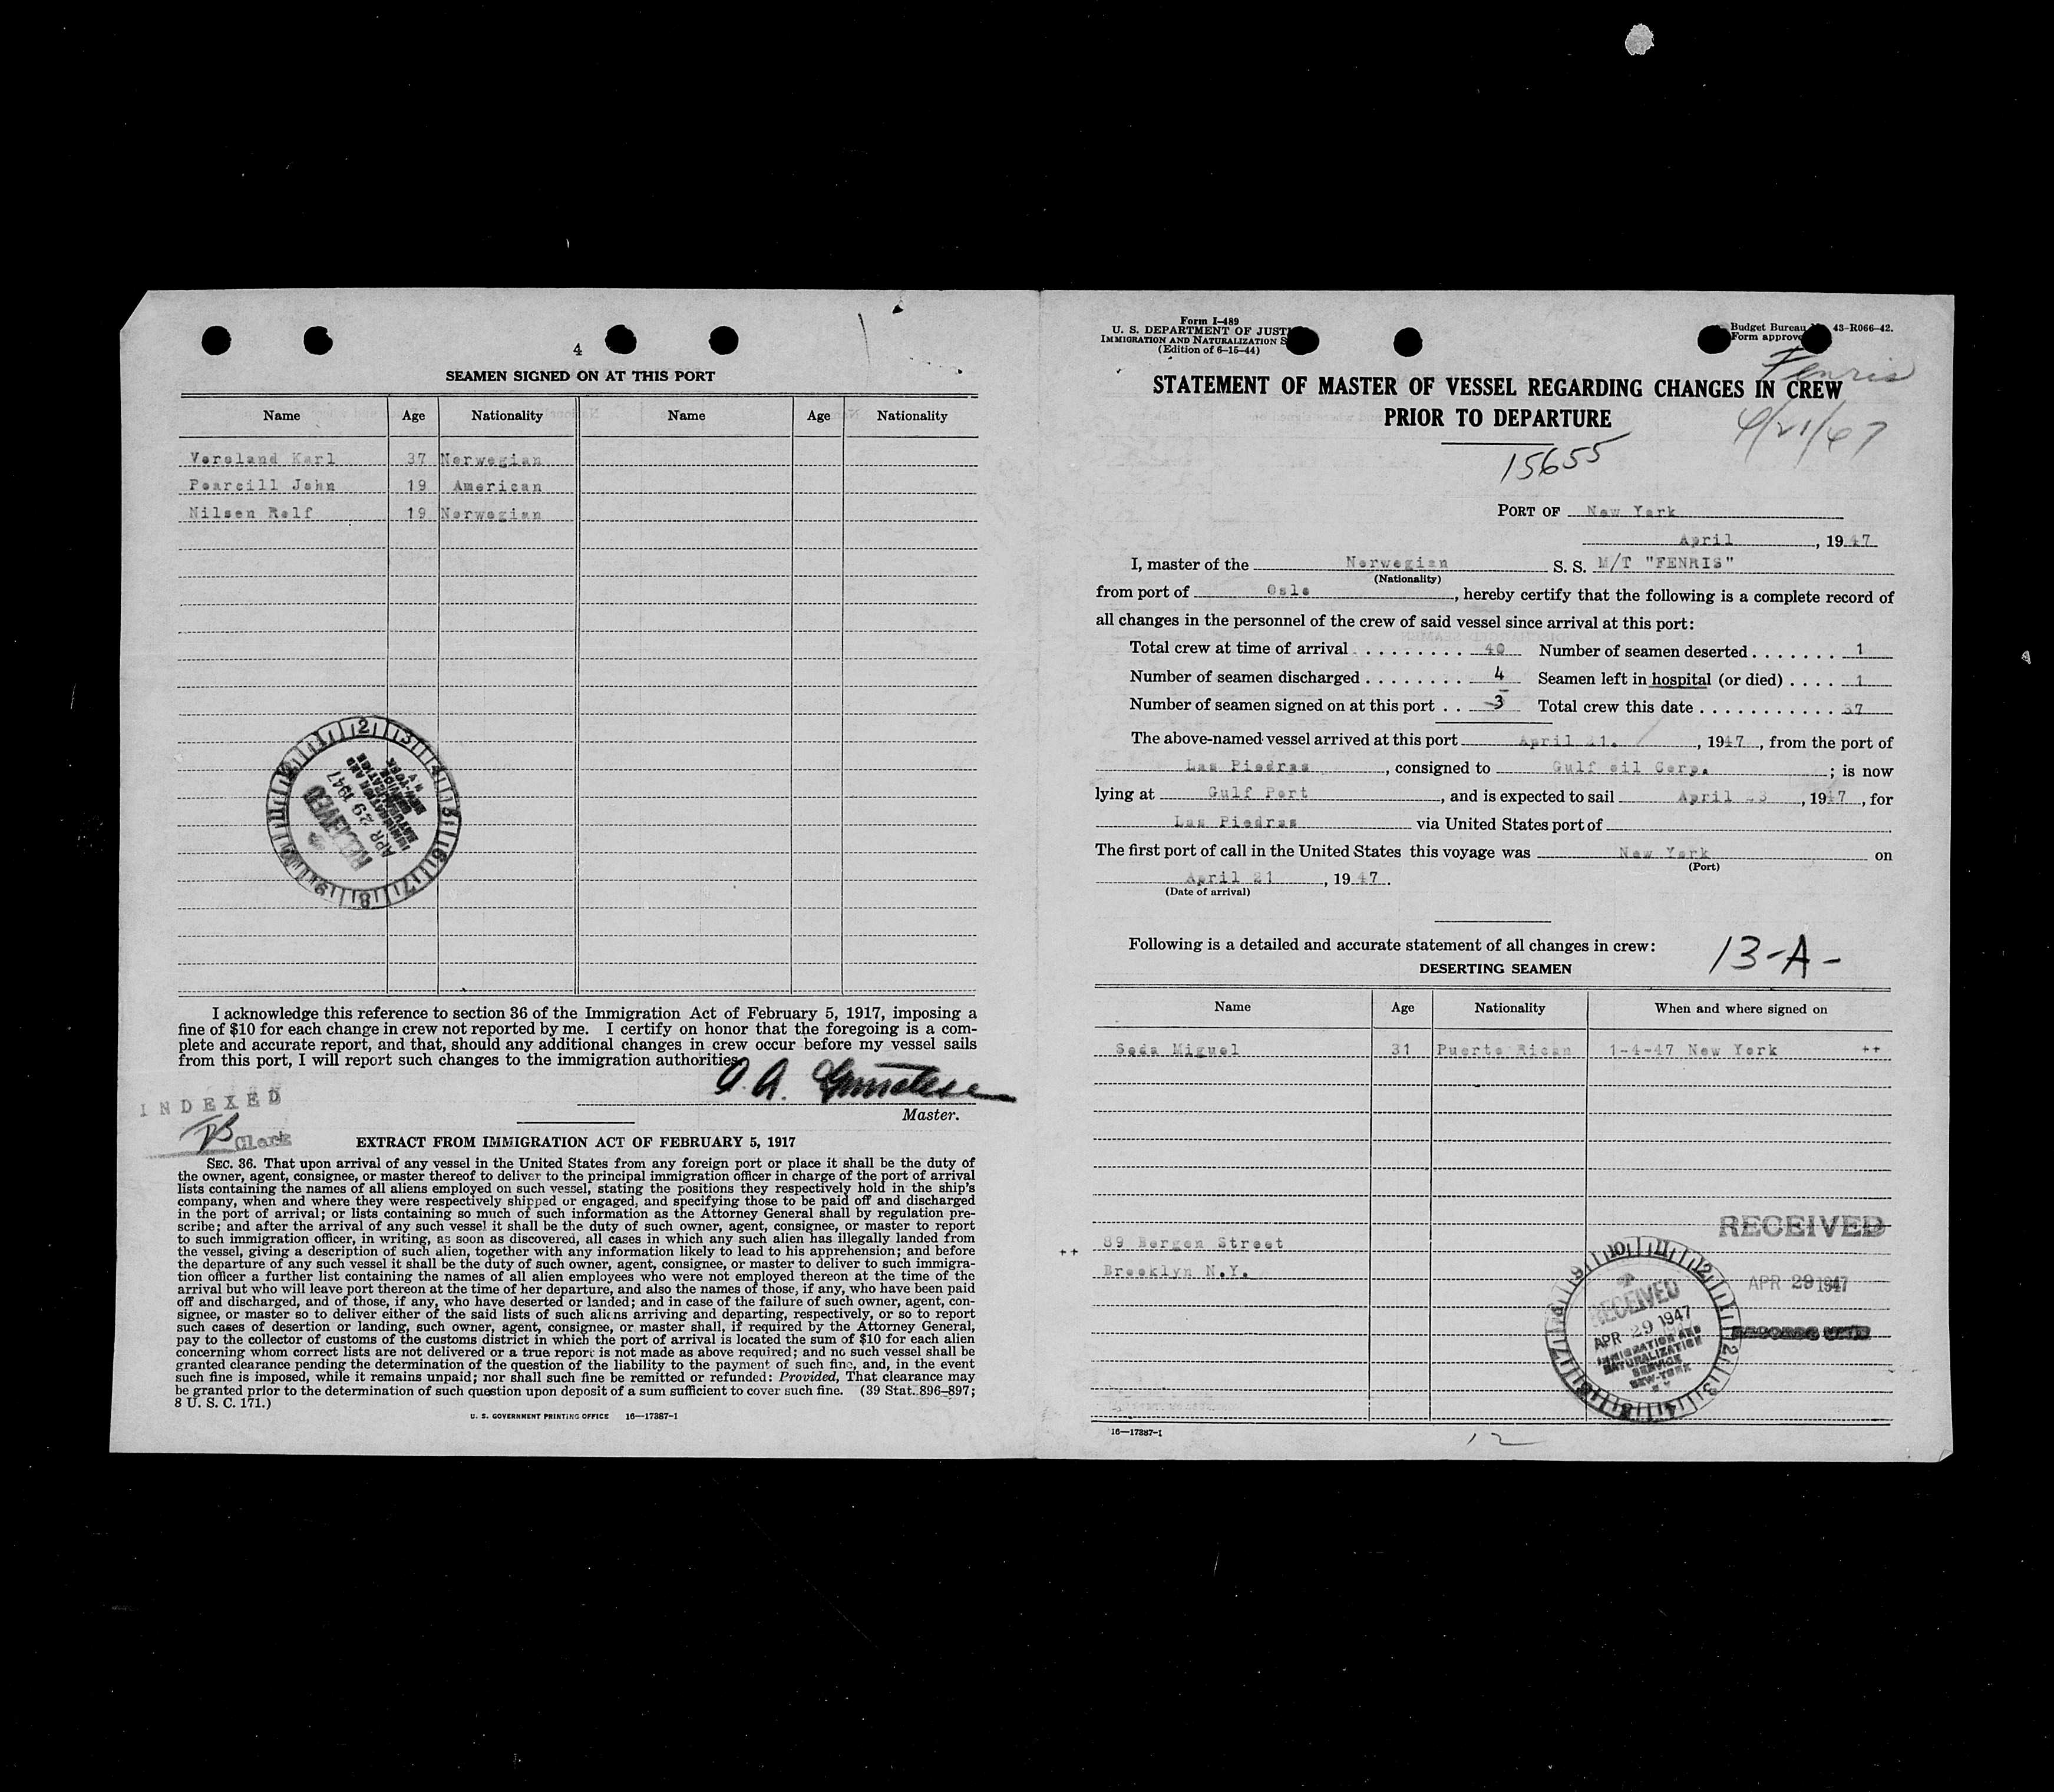 4
SEAMEN SIGNED ON AT THIS PORT
Name Age Nationality Name Age Nationality
Voreland Karl 37 Norwegian
Pearcill John 19 American
Nilsen Rolf 19 Norwegian
RECEIVED
APR 29 1947
IMMIGRATION AND
NATURALIZATION
SERVICE
NEW-YORK
N Y
I acknowledge this reference to section 36 of the Immigration Act of February 5, 1917, imposing a
fine of $10 for each change in crew not reported by me. I certify on honor that the foregoing is a com-
plete and accurate report, and that, should any additional changes in crew occur before my vessel sails
from this port, I will report such changes to the immigration authorities.
Master.
INDEXED
Clerk
EXTRACT FROM IMMIGRATION ACT OF FEBRUARY 5, 1917
SEC. 36. That upon arrival of any vessel in the United States from any foreign port or place it shall be the duty of
the owner, agent, consignee, or master thereof to deliver to the principal immigration officer in charge of the port of arrival
lists containing the names of all aliens employed on such vessel, stating the positions they respectively hold in the ship's
company, when and where they were respectively shipped or engaged, and specifying those to be paid off and discharged
in the port of arrival; or lists containing so much of such information as the Attorney General shall by regulation pre-
scribe; and after the arrival of any such vessel it shall be the duty of such owner, agent, consignee, or master to report
to such immigration officer, in writing, as soon as discovered, all cases in which any such alien has illegally landed from
the vessel, giving a description of such alien, together with any information likely to lead to his apprehension; and before
the departure of any such vessel it shall be the duty of such owner, agent, consignee, or master to deliver to such immigra-
tion officer a further list containing the names of all alien employees who were not employed thereon at the time of the
arrival but who will leave port thereon at the time of her departure, and also the names of those, if any, who have been paid
off and discharged, and of those, if any, who have deserted or landed; and in case of the failure of such owner, agent, con-
signee, or master so to deliver either of the said lists of such aliens arriving and departing, respectively, or so to report
such cases of desertion or landing, such owner, agent, consignee, or master shall, if required by the Attorney General,
pay to the collector of customs of the customs district in which the port of arrival is located the sum of $10 for each alien
concerning whom correct lists are not delivered or a true report is not made as above required; and no such vessel shall be
granted clearance pending the determination of the question of the liability to the payment of such fine, and, in the event
such fine is imposed, while it remains unpaid; nor shall such fine be remitted or refunded: Provided, That clearance may
be granted prior to the determination of such question upon deposit of a sum sufficient to cover such fine. (39 Stat. 896-897;
8 U. S. C. 171.)
U. S. GOVERNMENT PRINTING OFFICE 16—17387-1
Form I-489
U. S. DEPARTMENT OF JUSTI
IMMIGRATION AND NATURALIZATION S
(Edition of 6-15-44)
Budget Bureau 43-R066-42.
Form approve
Fenris
STATEMENT OF MASTER OF VESSEL REGARDING CHANGES IN CREW
PRIOR TO DEPARTURE
4/21/47
15655
PORT OF New York
April , 1947
I, master of the Norwegian S. S. M/T "FENRIS"
(Nationality)
from port of Oslo , hereby certify that the following is a complete record of
all changes in the personnel of the crew of said vessel since arrival at this port:
Total crew at time of arrival . . . . . . . . . 40 Number of seamen deserted . . . . . . . 1
Number of seamen discharged . . . . . . . . 4 Seamen left in hospital (or died) . . . . 1
Number of seamen signed on at this port . . 3 Total crew this date . . . . . . . . . . . . 37
The above-named vessel arrived at this port April 21. , 1947 , from the port of
Las Piedras , consigned to Gulf oil Corp. ; is now
lying at Gulf Port , and is expected to sail April 23 , 1947 , for
Las Piedras via United States port of
The first port of call in the United States this voyage was New York on
(Port)
April 21 , 1947 .
(Date of arrival)
Following is a detailed and accurate statement of all changes in crew: 13-A-
DESERTING SEAMEN
Name Age Nationality When and where signed on
Seda Miguel 31 Puerto Rican 1-4-47 New York ++
RECEIVED
++ 89 Bergen Street
Brooklyn N.Y.
APR 29 1947
RECORDS UNIT
RECEIVED
APR 29 1947
IMMIGRATION AND
NATURALIZATION
SERVICE
NEW-YORK
N Y
16—17387-1
12